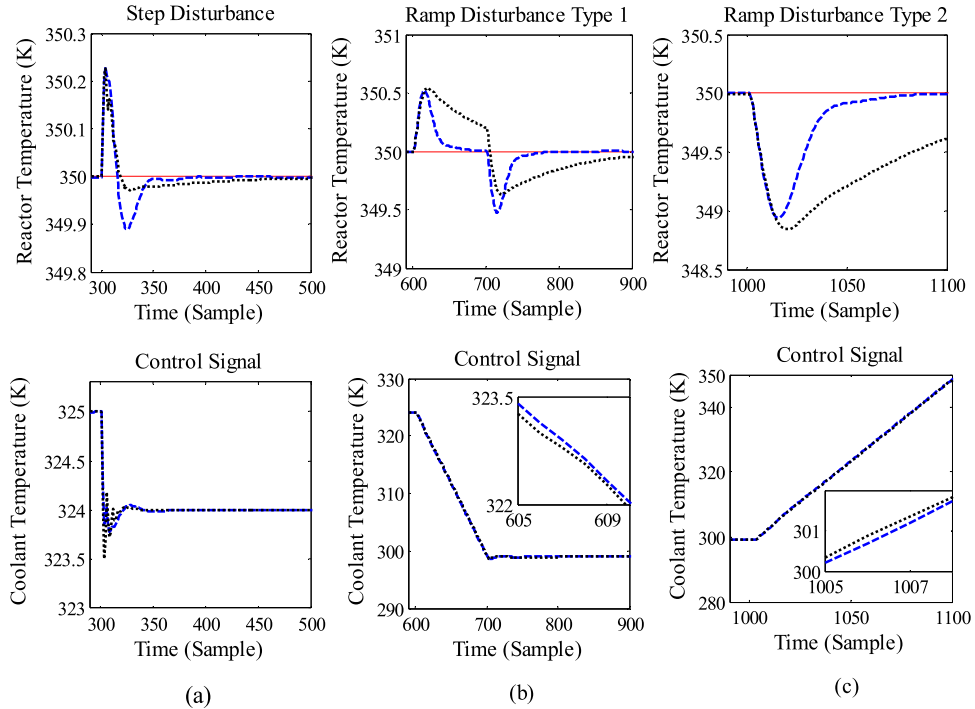 Step Disturbance
Reactor Temperature (K)
350.3
350.2
350.1
350
349.9
349.8
300
350
400
450
500
Time (Sample)
Ramp Disturbance Type 1
Reactor Temperature (K)
351
350.5
350
349.5
349
600
700
800
900
Time (Sample)
Ramp Disturbance Type 2
Reactor Temperature (K)
350
349.5
349
348.5
1000
1050
1100
Time (Sample)
Control Signal
Coolant Temperature (K)
325
324.5
324
323.5
323
300
350
400
450
500
Time (Sample)
(a)
Control Signal
Coolant Temperature (K)
330
320
310
300
290
600
700
800
900
323.5
322
605
609
Time (Sample)
(b)
Control Signal
Coolant Temperature (K)
350
340
320
300
280
1000
1050
1100
301
300
1005
1007
Time (Sample)
(c)